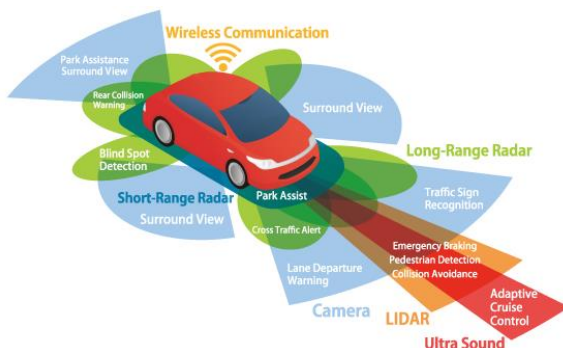 Wireless Communication
Park Assistance
Surround View
Rear Collision
Warning
Surround View
Blind Spot
Detection
Long-Range Radar
Short-Range Radar
Park Assist
Traffic Sign
Recognition
Surround View
Cross Traffic Alert
Emergency Braking
Pedestrian Detection
Collision Avoidance
Lane Departure
Warning
Adaptive
Cruise
Control
Camera
LIDAR
Ultra Sound